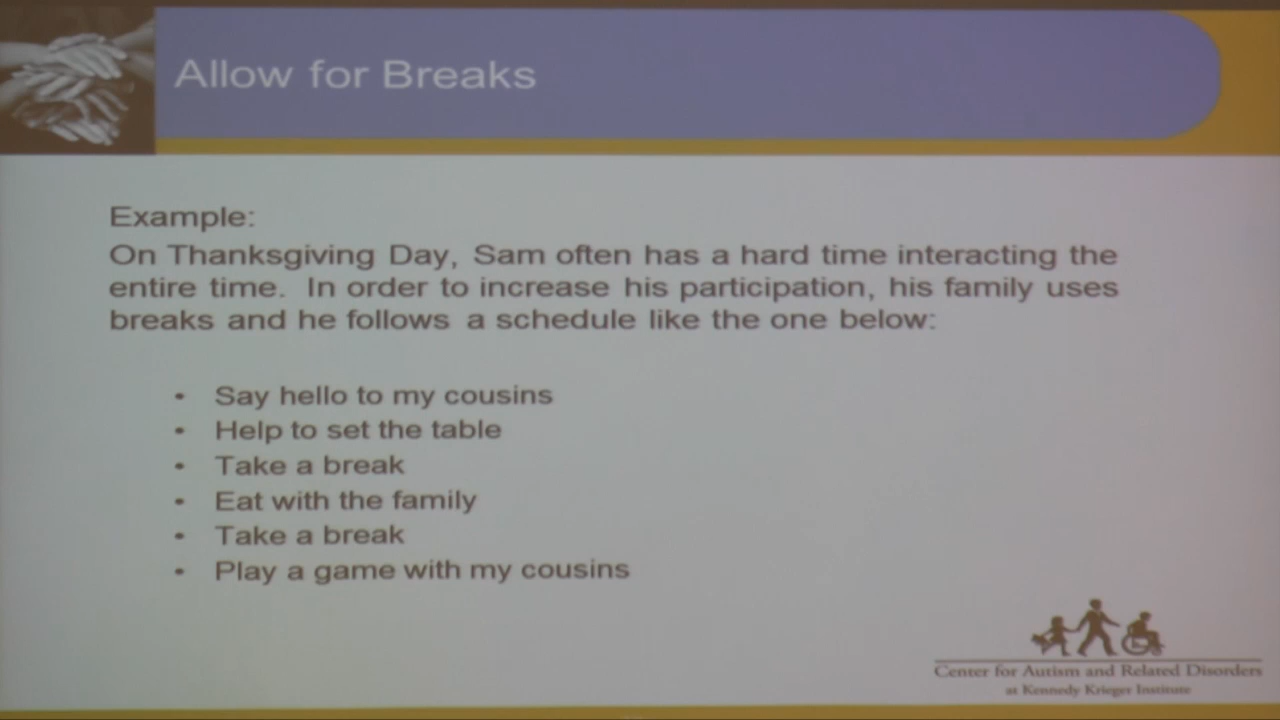 Allow for Breaks
Example:
On Thanksgiving Day, Sam often has a hard time interacting the
entire time. In order to increase his participation, his family uses
breaks and he follows a schedule like the one below:
• Say hello to my cousins
• Help to set the table
• Take a break
• Eat with the family
• Take a break
• Play a game with my cousins
Center for Autism and Related Disorders
at Kennedy Krieger Institute